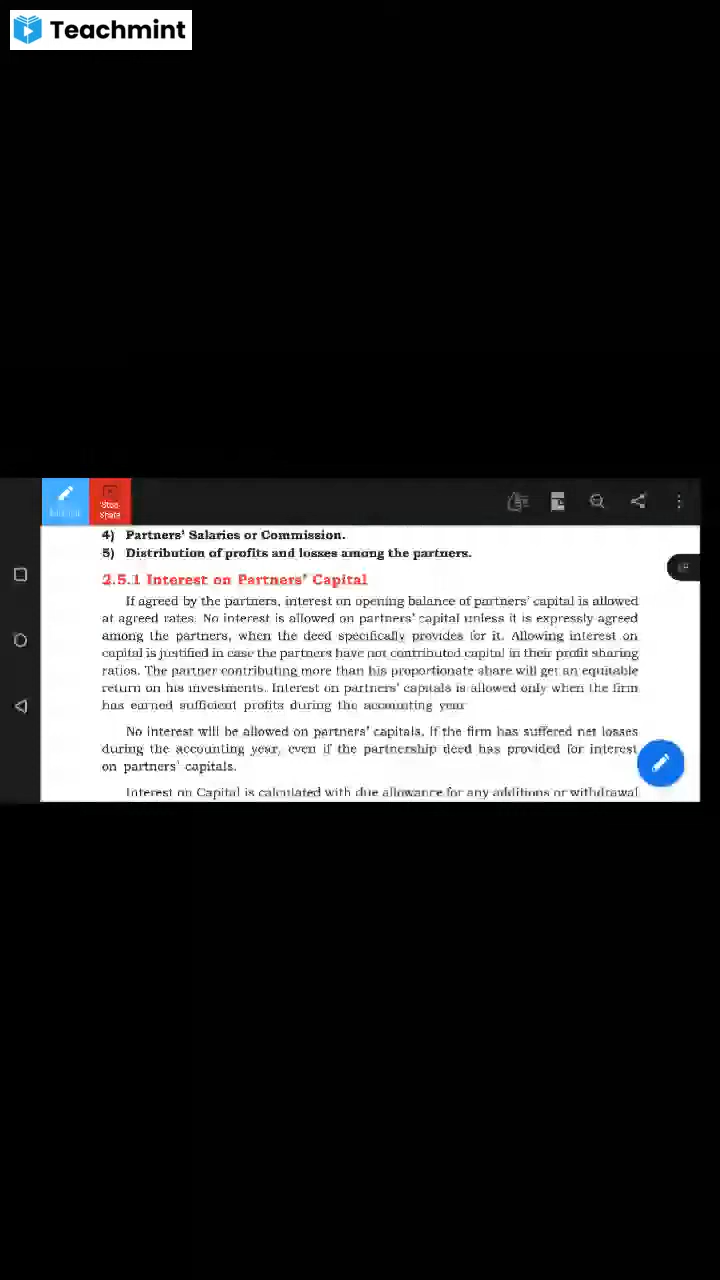 Teachmint
Stop
Share
4) Partners' Salaries or Commission.
5) Distribution of profits and losses among the partners.
2.5.1 Interest on Partners' Capital
If agreed by the partners, interest on opening balance of partners' capital is allowed
at agreed rates. No interest is allowed on partners' capital unless it is expressly agreed
among the partners, when the deed specifically provides for it. Allowing interest on
capital is justified in case the partners have not contributed capital in their profit sharing
ratios. The partner contributing more than his proportionate share will get an equitable
return on his investments. Interest on partners' capitals is allowed only when the firm
has earned sufficient profits during the accounting year
No interest will be allowed on partners' capitals, If the firm has suffered net losses
during the accounting year, even if the partnership deed has provided for interest
on partners' capitals.
Interest on Capital is calculated with due allowance for any additions or withdrawal